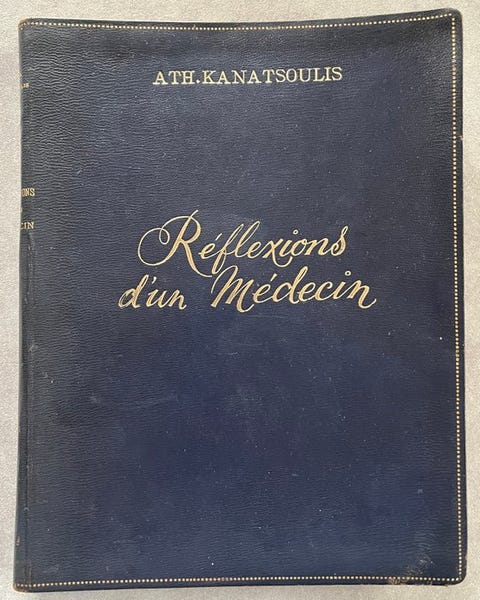 ATH. KANATSOULIS
Réflexions
d'un Médecin